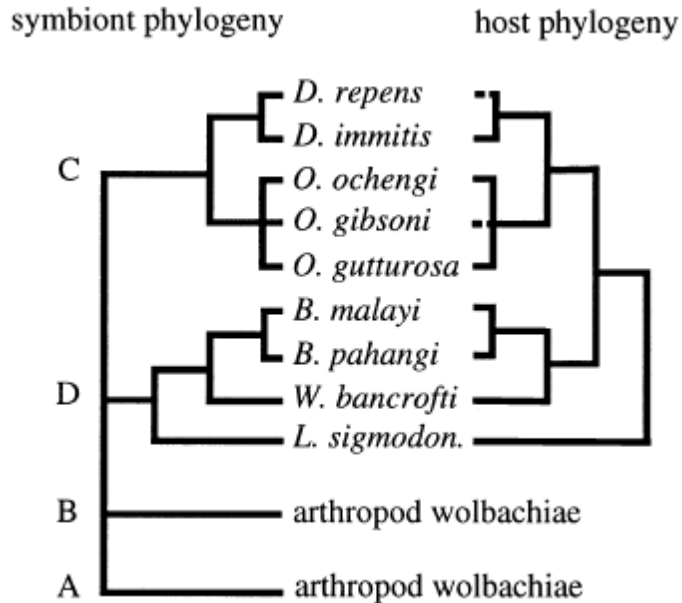 symbiont phylogeny host phylogeny
D. repens
D. immitis
C
O. ochengi
O. gibsoni
O. gutturosa
B. malayi
B. pahangi
D
W. bancrofti
L. sigmodon.
B arthropod wolbachiae
A arthropod wolbachiae